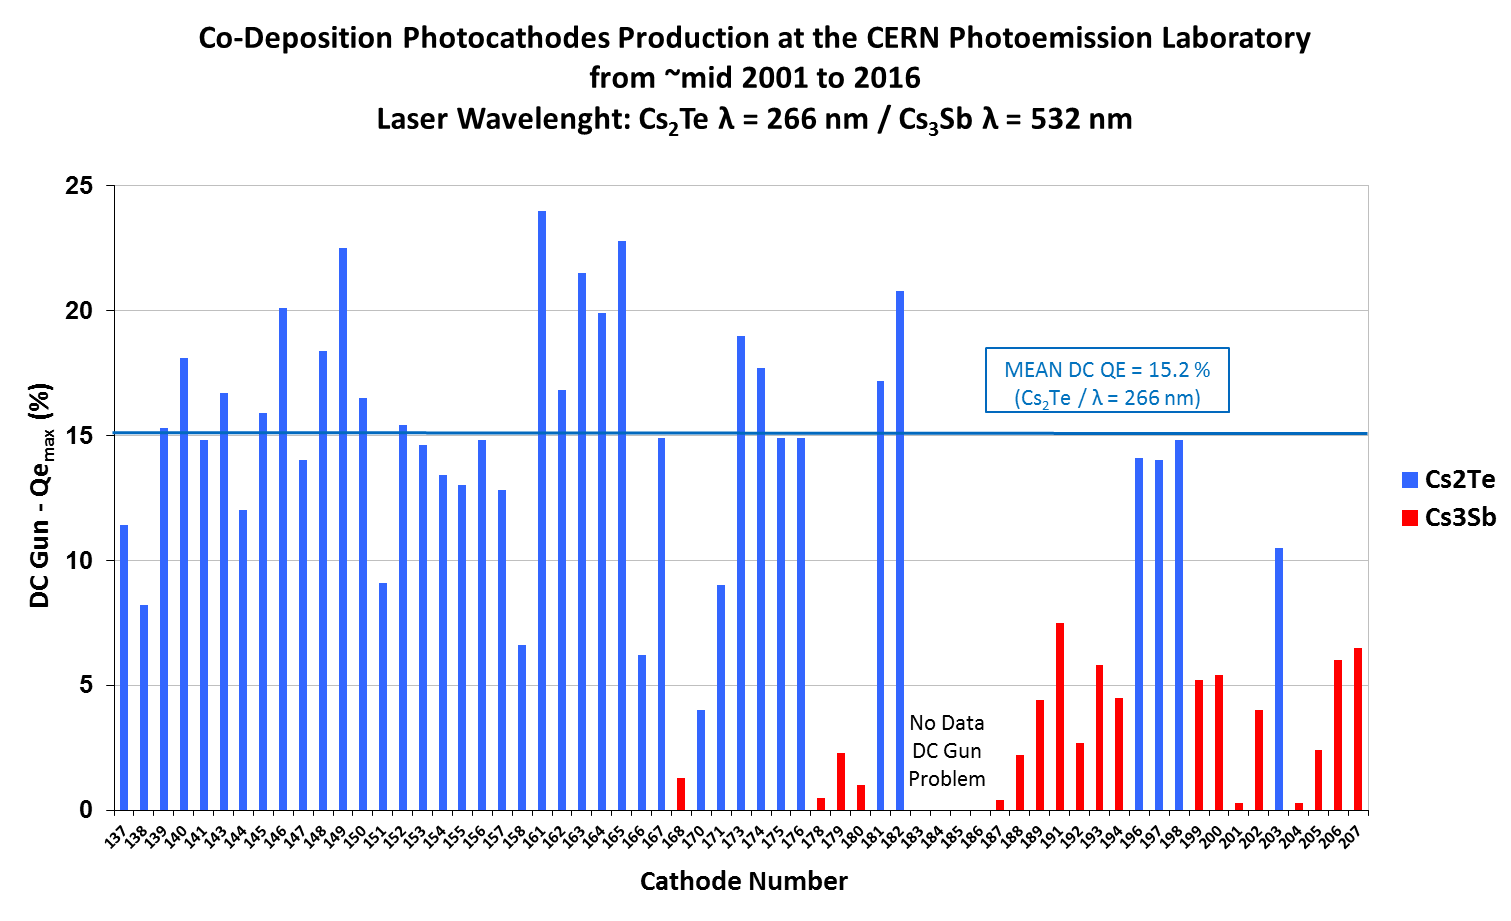 Co-Deposition Photocathodes Production at the CERN Photoemission Laboratory
from ~mid 2001 to 2016
Laser Wavelenght: Cs₂Te λ = 266 nm / Cs₃Sb λ = 532 nm
25
20
15
10
5
0
DC Gun - Qeₘₐₓ (%)
MEAN DC QE = 15.2 %
(Cs₂Te / λ = 266 nm)
Cs2Te
Cs3Sb
No Data
DC Gun
Problem
137 138 139 140 141 143 144 145 146 147 148 149 150 151 152 153 154 155 156 157 158 161 162 163 164 165 166 167 168 170 171 173 174 175 176 178 179 180 181 182 183 184 185 186 187 188 189 191 192 193 194 196 197 198 199 200 201 202 203 204 205 206 207
Cathode Number